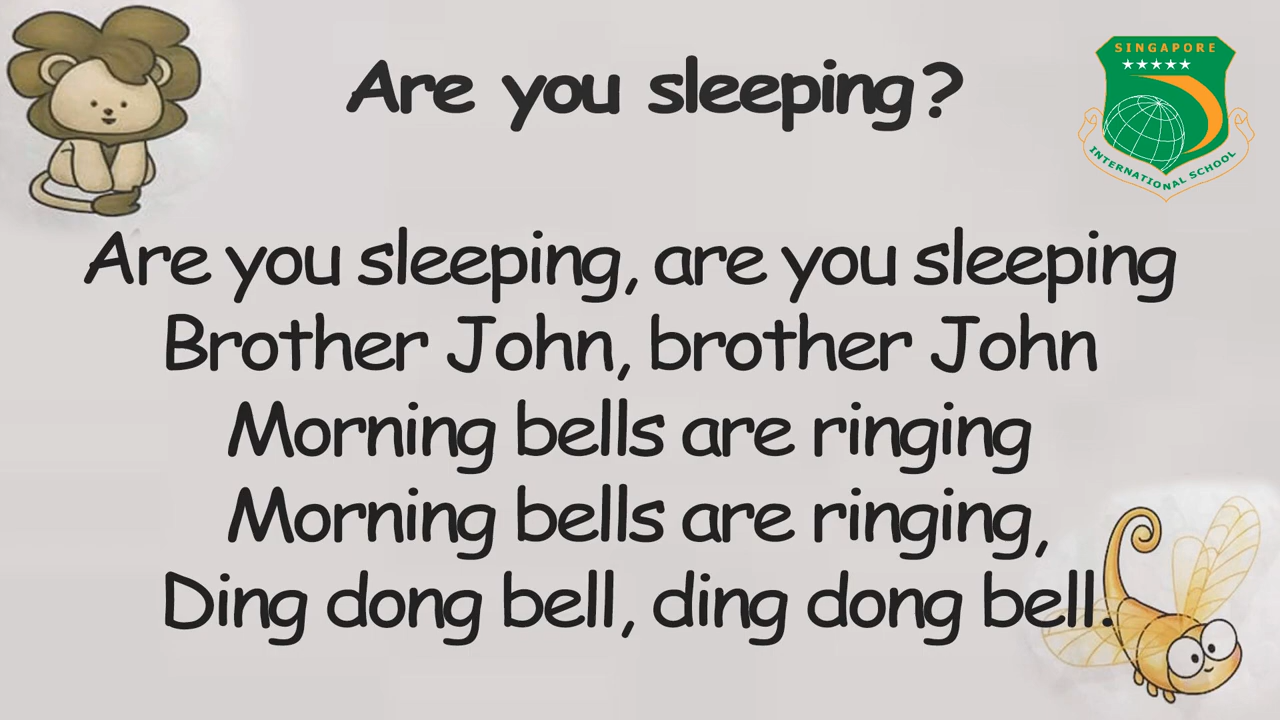 Are you sleeping?
SINGAPORE
INTERNATIONAL SCHOOL
Are you sleeping, are you sleeping
Brother John, brother John
Morning bells are ringing
Morning bells are ringing,
Ding dong bell, ding dong bell.